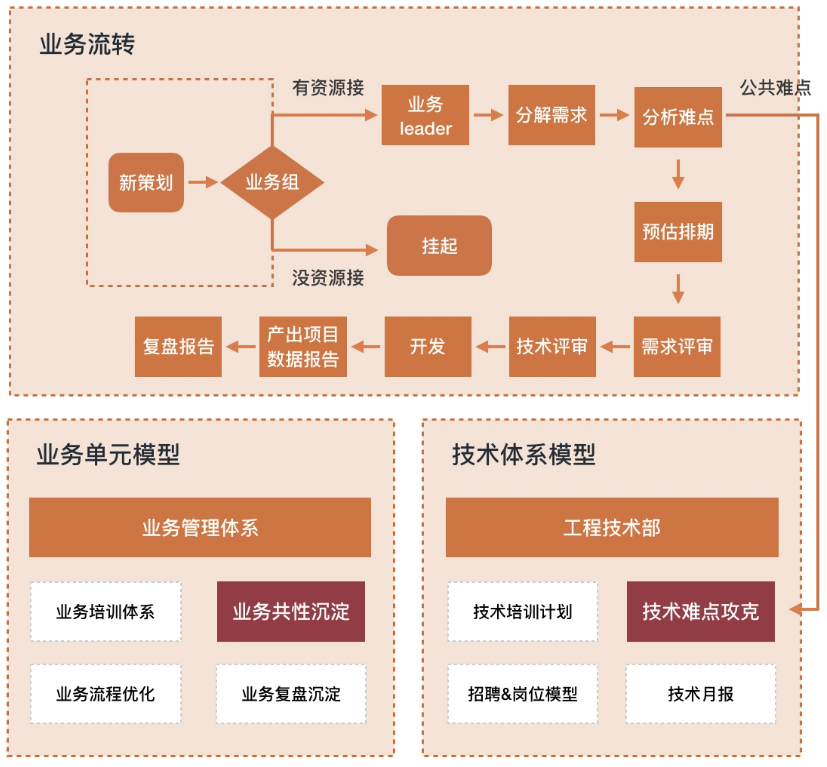 业务流转
有资源接
公共难点
业务
leader
分解需求
分析难点
新策划
业务组
预估排期
挂起
没资源接
复盘报告
产出项目
数据报告
开发
技术评审
需求评审
业务单元模型
业务管理体系
业务培训体系
业务共性沉淀
业务流程优化
业务复盘沉淀
技术体系模型
工程技术部
技术培训计划
技术难点攻克
招聘&岗位模型
技术月报